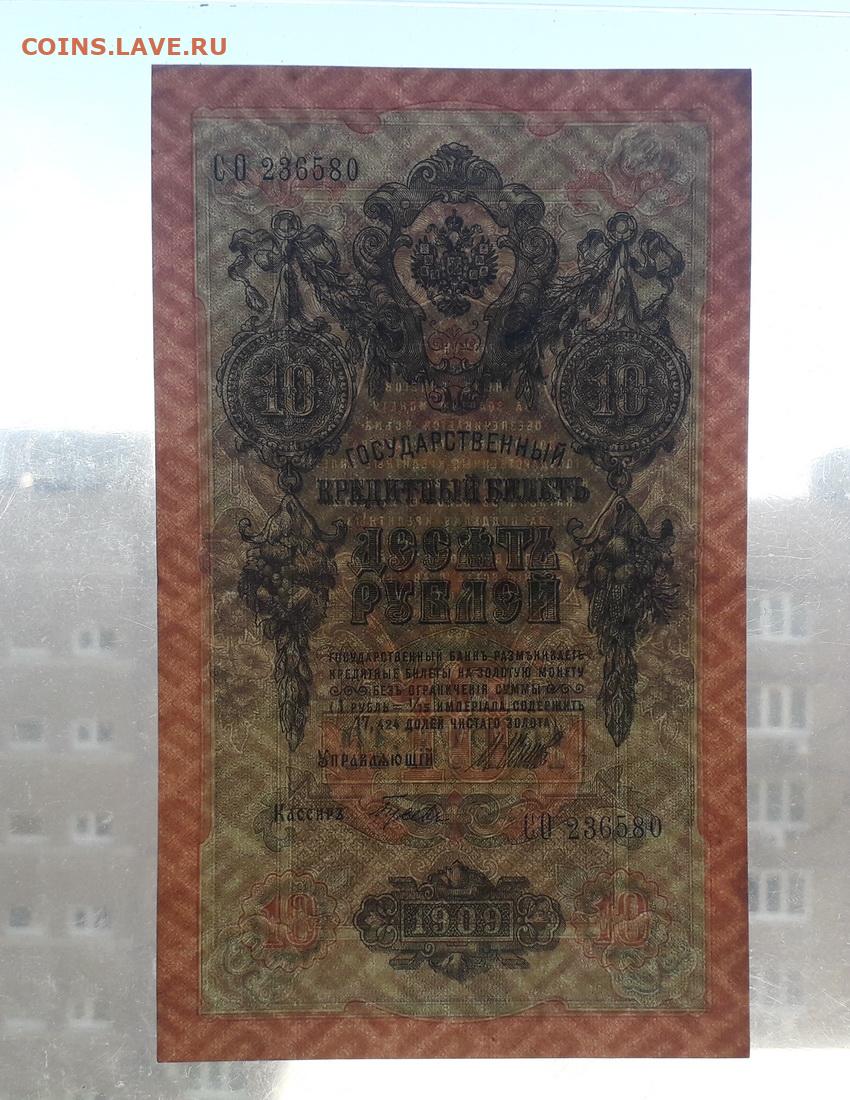 COINS.LAVE.RU
СО 236580
10 10
ГОСУДАРСТВЕННЫЙ
КРЕДИТНЫЙ БИЛЕТЪ
ДЕСЯТЬ
РУБЛЕЙ
ГОСУДАРСТВЕННЫЙ БАНКЪ РАЗМѢНИВАЕТЪ
КРЕДИТНЫЕ БИЛЕТЫ НА ЗОЛОТУЮ МОНЕТУ
БЕЗЪ ОГРАНИЧЕНІЯ СУММЫ
(1 РУБЛЬ = 1/15 ИМПЕРІАЛА, СОДЕРЖИТЪ
17,424 ДОЛЕЙ ЧИСТАГО ЗОЛОТА)
Управляющій
Кассиръ
СО 236580
10 1909 10